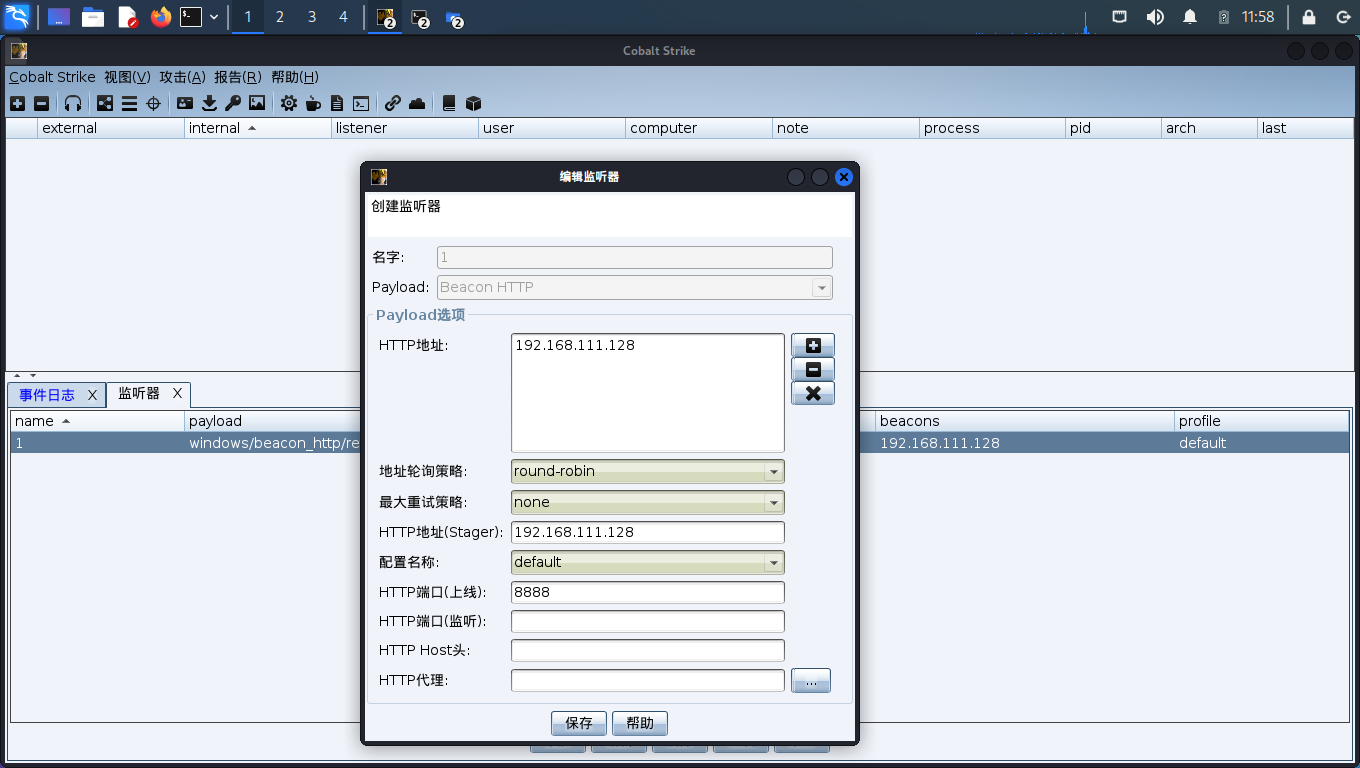 1 2 3 4 2 2 2 11:58
Cobalt Strike
Cobalt Strike 视图(V) 攻击(A) 报告(R) 帮助(H)
external internal listener user computer note process pid arch last
编辑监听器
创建监听器
名字: 1
Payload: Beacon HTTP
Payload选项
HTTP地址: 192.168.111.128
事件日志 X 监听器 X
name payload beacons profile
1 windows/beacon_http/re 192.168.111.128 default
地址轮询策略: round-robin
最大重试策略: none
HTTP地址(Stager): 192.168.111.128
配置名称: default
HTTP端口(上线): 8888
HTTP端口(监听):
HTTP Host头:
HTTP代理: ...
保存 帮助